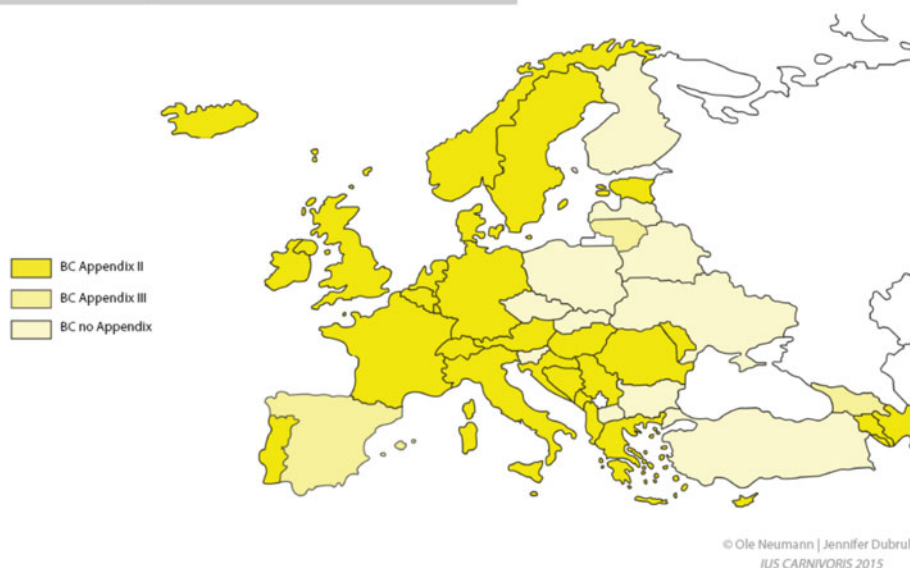 BC Appendix II
BC Appendix III
BC no Appendix
© Ole Neumann | Jennifer Dubrul
IUS CARNIVORIS 2015